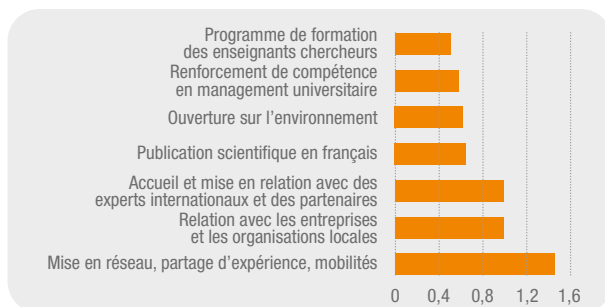 Programme de formation
des enseignants chercheurs
Renforcement de compétence
en management universitaire
Ouverture sur l'environnement
Publication scientifique en français
Accueil et mise en relation avec des
experts internationaux et des partenaires
Relation avec les entreprises
et les organisations locales
Mise en réseau, partage d'expérience, mobilités
0 0,4 0,8 1,2 1,6